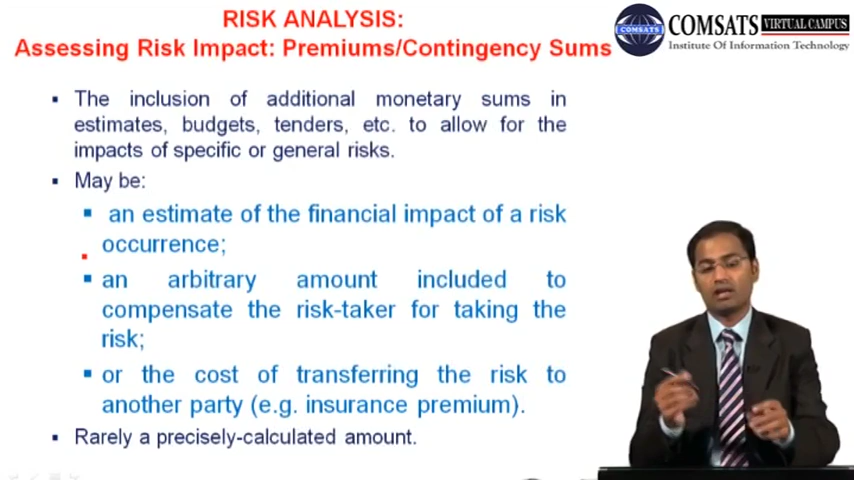 RISK ANALYSIS:
Assessing Risk Impact: Premiums/Contingency Sums
COMSATS
COMSATS VIRTUAL CAMPUS
Institute Of Information Technology
▪ The inclusion of additional monetary sums in
estimates, budgets, tenders, etc. to allow for the
impacts of specific or general risks.
▪ May be:
▪ an estimate of the financial impact of a risk
occurrence;
▪ an arbitrary amount included to
compensate the risk-taker for taking the
risk;
▪ or the cost of transferring the risk to
another party (e.g. insurance premium).
▪ Rarely a precisely-calculated amount.